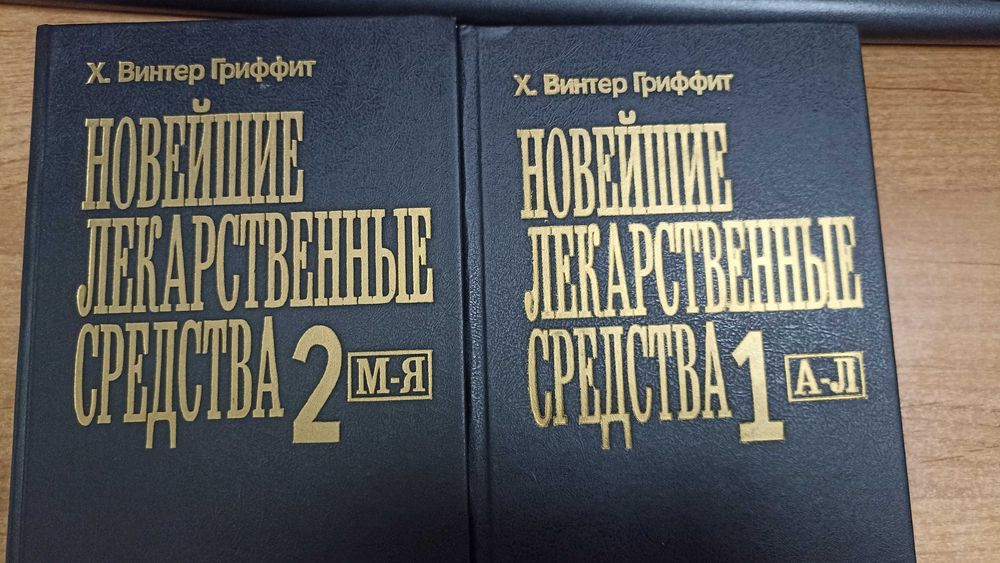 Х. Винтер Гриффит
НОВЕЙШИЕ
ЛЕКАРСТВЕННЫЕ
СРЕДСТВА 2 М-Я
Х. Винтер Гриффит
НОВЕЙШИЕ
ЛЕКАРСТВЕННЫЕ
СРЕДСТВА 1 А-Л